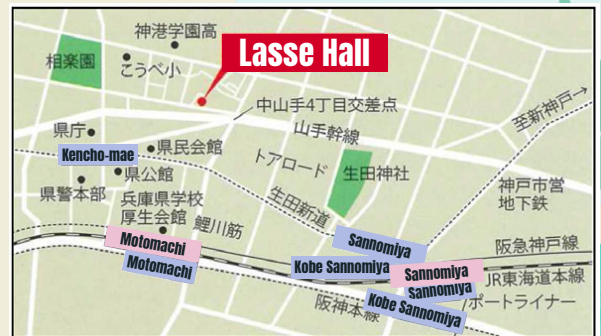 神港学園高
相楽園
こうべ小
Lasse Hall
中山手4丁目交差点
至新神戸→
県庁
山手幹線
県民会館
Kencho-mae
トアロード
生田神社
県公館
神戸市営
地下鉄
県警本部
兵庫県学校
厚生会館
生田新道
鯉川筋
Motomachi
Motomachi
Sannomiya
阪急神戸線
Kobe Sannomiya
Sannomiya
JR東海道本線
Sannomiya
阪神本線
Kobe Sannomiya
ポートライナー